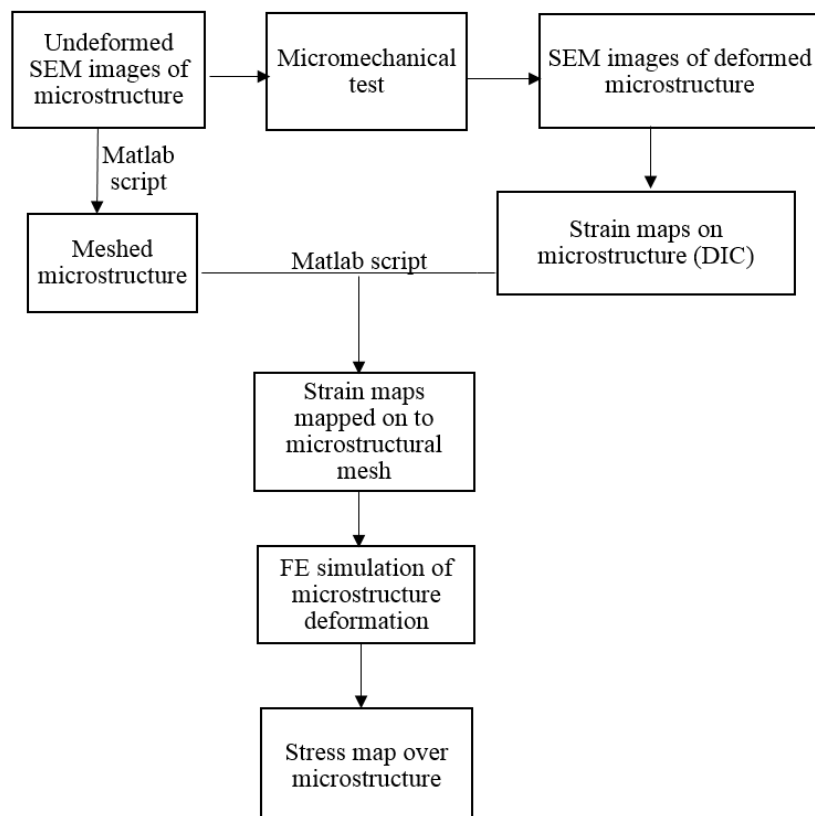 Undeformed
SEM images of
microstructure
Micromechanical
test
SEM images of deformed
microstructure
Matlab
script
Meshed
microstructure
Matlab script
Strain maps on
microstructure (DIC)
Strain maps
mapped on to
microstructural
mesh
FE simulation of
microstructure
deformation
Stress map over
microstructure